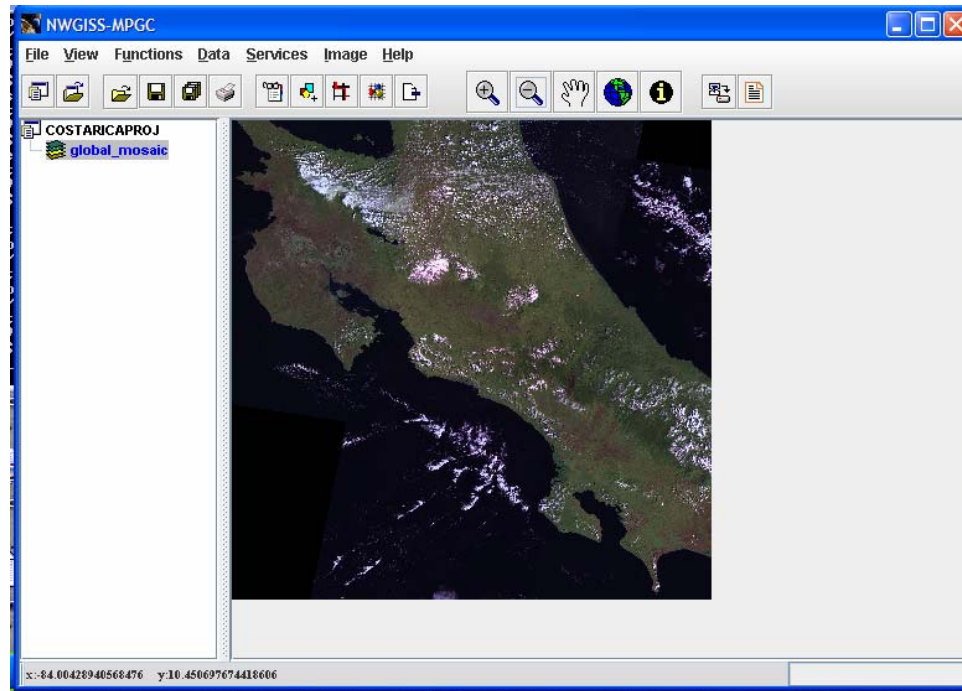 NWGISS-MPGC
File View Functions Data Services Image Help
COSTARICAPROJ
global_mosaic
x:-84.00428940568476 y:10.450697674418606